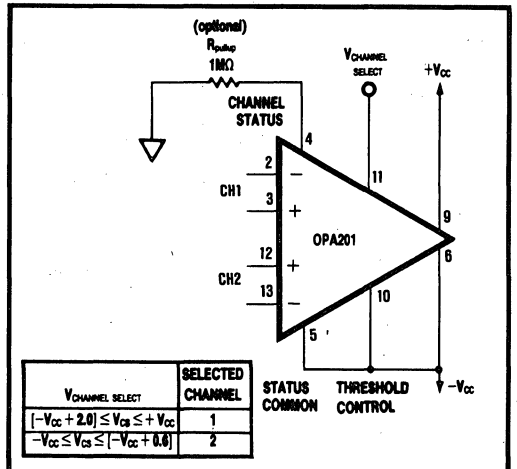 (optional)
Rpullup
1MΩ
VCHANNEL SELECT
+VCC
CHANNEL
STATUS
4
2
−
11
CH1
3
+
9
OPA201
6
12
+
CH2
13
−
10
5
STATUS
COMMON
THRESHOLD
CONTROL
−VCC
VCHANNEL SELECT
SELECTED
CHANNEL
[−VCC + 2.0] ≤ VCS ≤ +VCC
1
−VCC ≤ VCS ≤ [−VCC + 0.6]
2